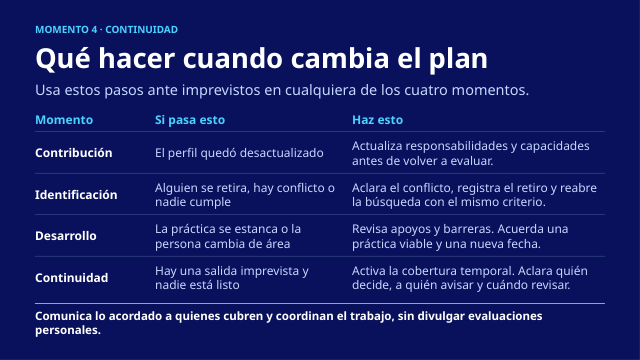 MOMENTO 4 · CONTINUIDAD
Qué hacer cuando cambia el plan
Usa estos pasos ante imprevistos en cualquiera de los cuatro momentos.
Momento Si pasa esto Haz esto
Contribución El perfil quedó desactualizado Actualiza responsabilidades y capacidades
antes de volver a evaluar.
Identificación Alguien se retira, hay conflicto o
nadie cumple
Aclara el conflicto, registra el retiro y reabre
la búsqueda con el mismo criterio.
Desarrollo La práctica se estanca o la
persona cambia de área
Revisa apoyos y barreras. Acuerda una
práctica viable y una nueva fecha.
Continuidad Hay una salida imprevista y
nadie está listo
Activa la cobertura temporal. Aclara quién
decide, a quién avisar y cuándo revisar.
Comunica lo acordado a quienes cubren y coordinan el trabajo, sin divulgar evaluaciones
personales.